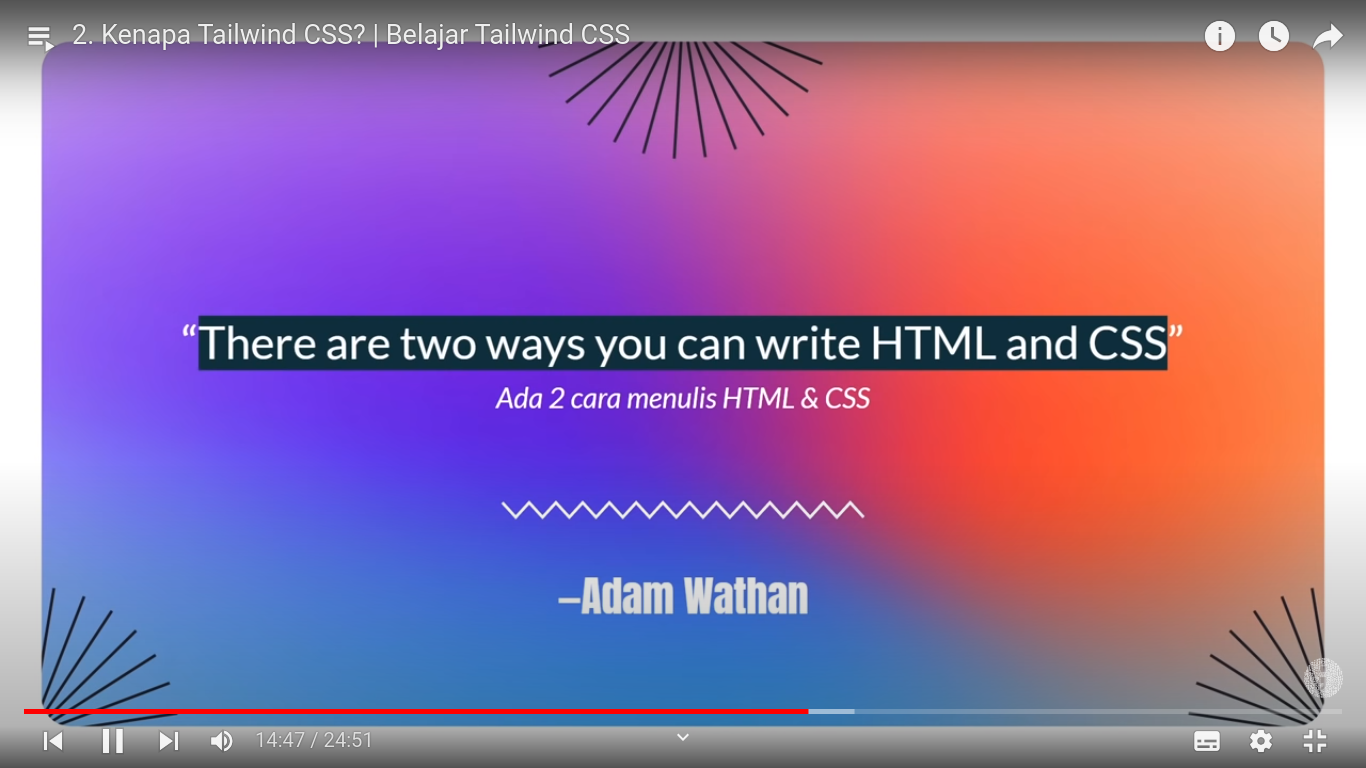 2. Kenapa Tailwind CSS? | Belajar Tailwind CSS
“There are two ways you can write HTML and CSS”
Ada 2 cara menulis HTML & CSS
–Adam Wathan
14:47 / 24:51